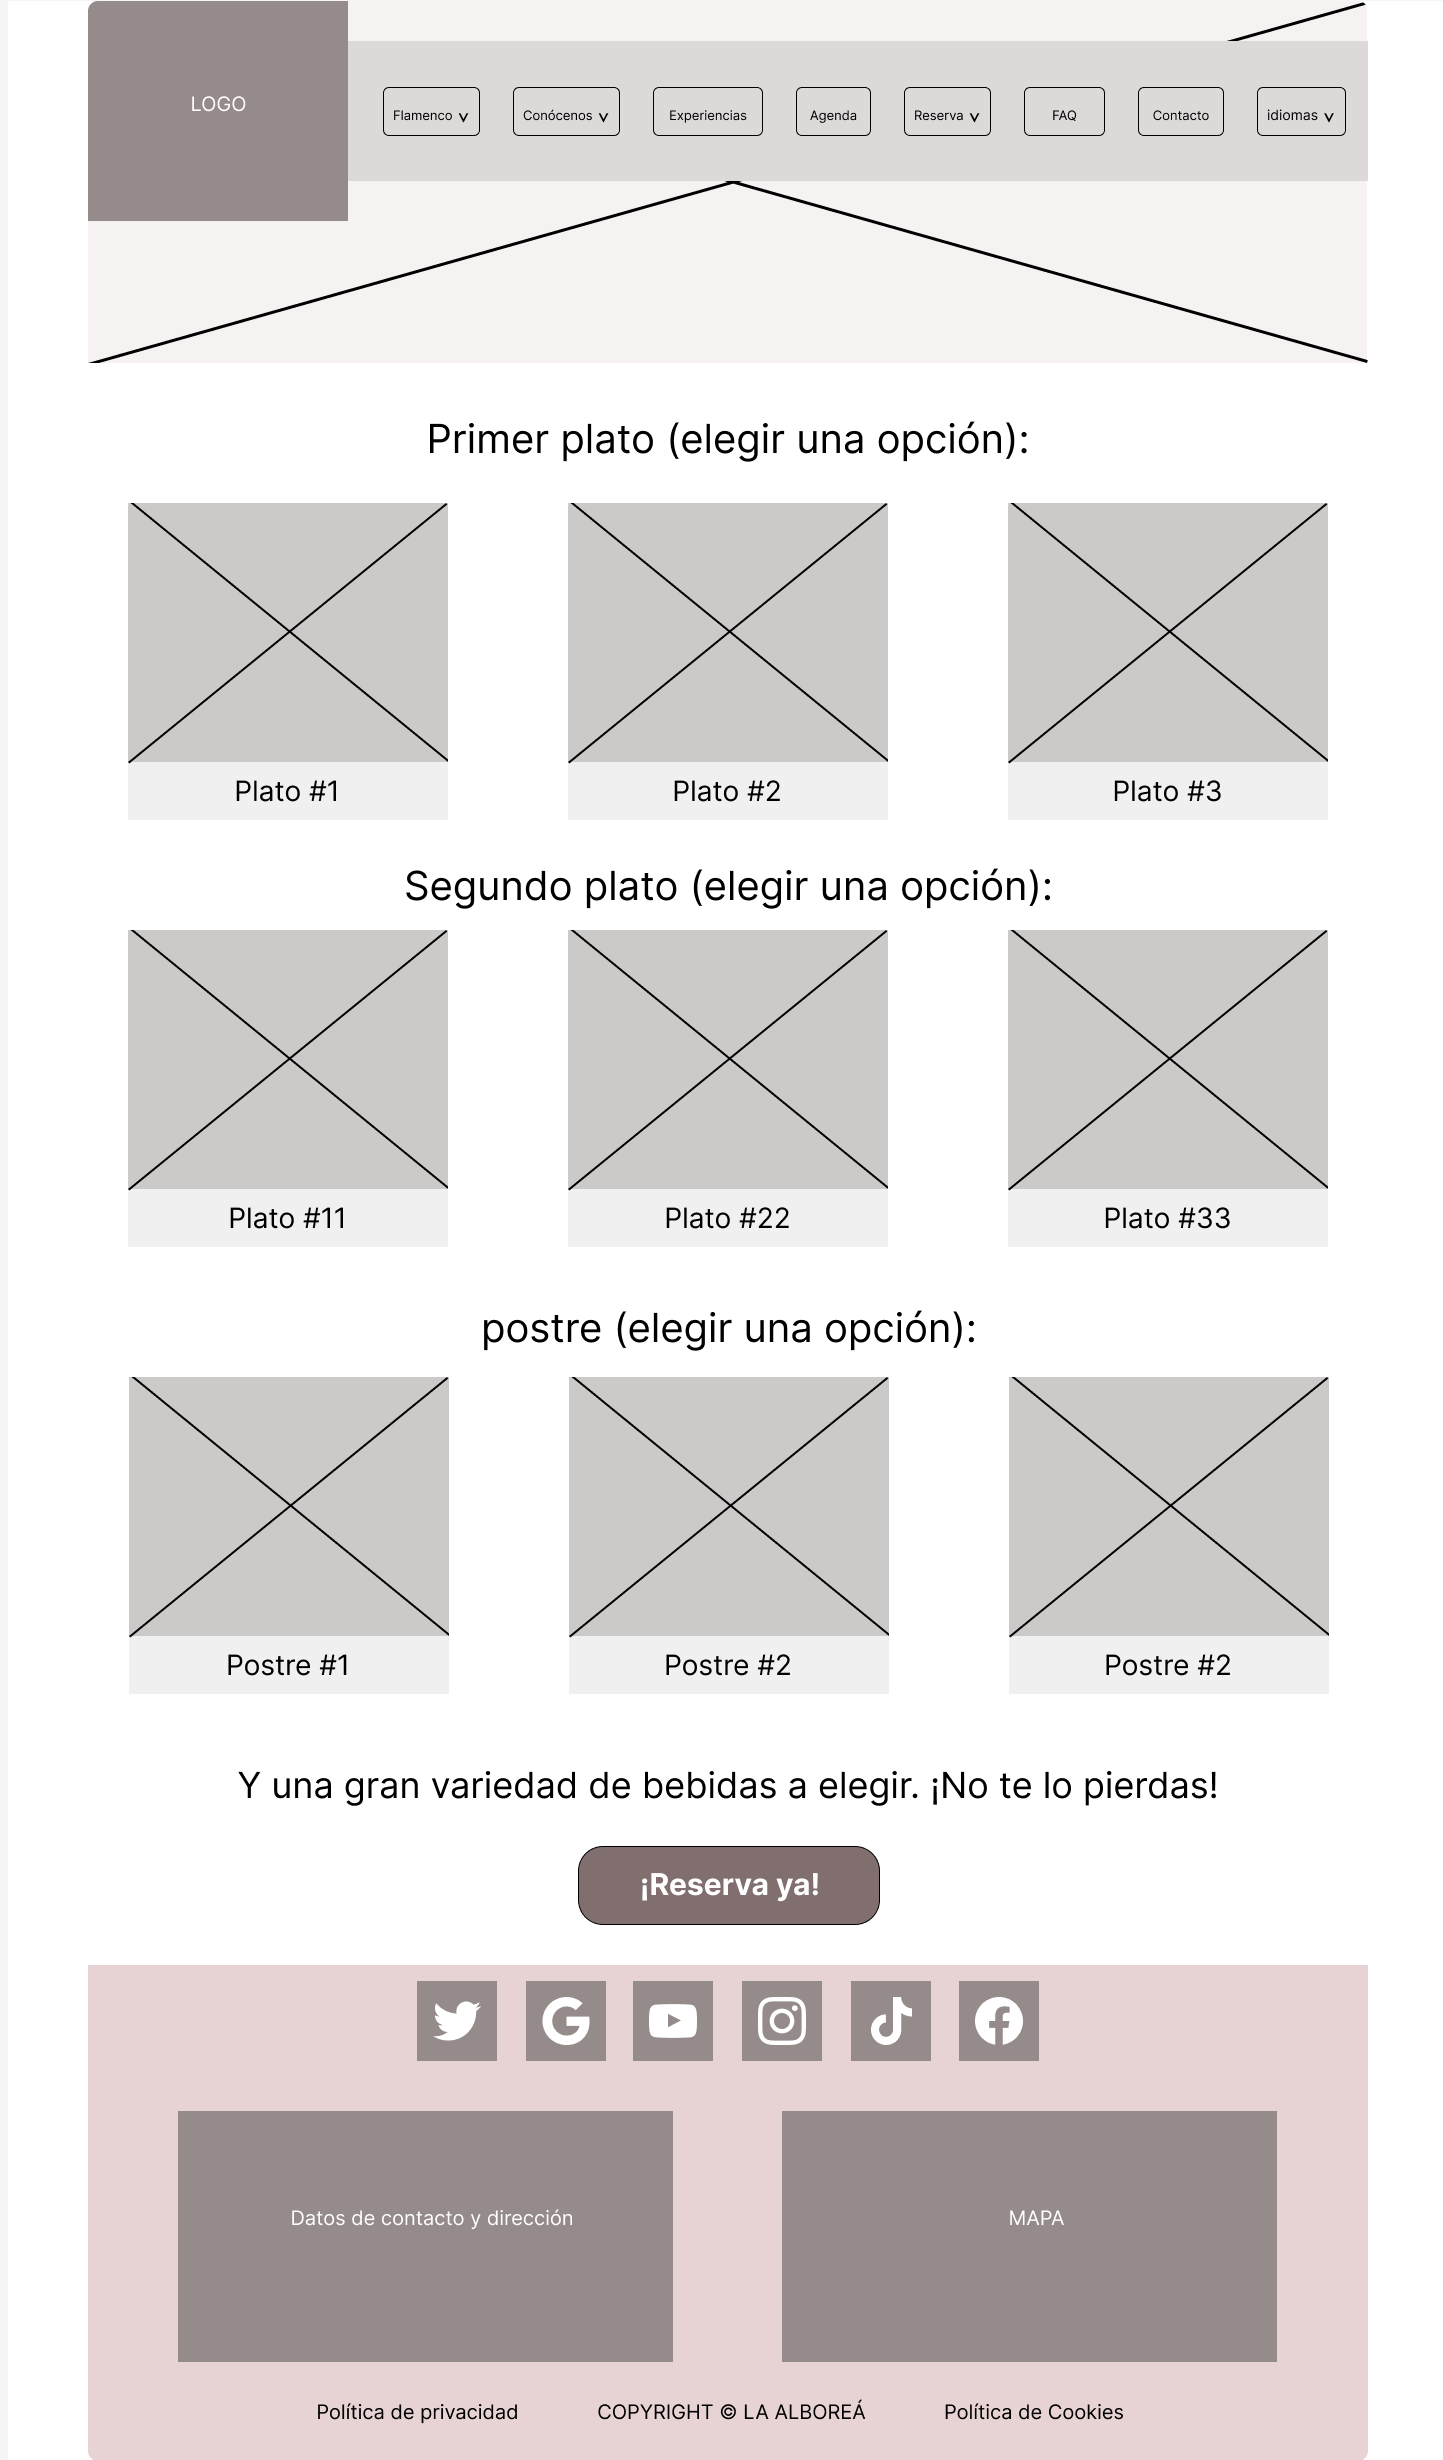 LOGO
Flamenco
Conócenos
Experiencias
Agenda
Reserva
FAQ
Contacto
idiomas
Primer plato (elegir una opción):
Plato #1
Plato #2
Plato #3
Segundo plato (elegir una opción):
Plato #11
Plato #22
Plato #33
postre (elegir una opción):
Postre #1
Postre #2
Postre #2
Y una gran variedad de bebidas a elegir. ¡No te lo pierdas!
¡Reserva ya!
Datos de contacto y dirección
MAPA
Política de privacidad
COPYRIGHT © LA ALBOREÁ
Política de Cookies